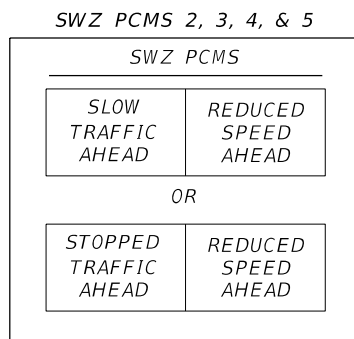 SWZ PCMS 2, 3, 4, & 5
SWZ PCMS
SLOW
TRAFFIC
AHEAD
REDUCED
SPEED
AHEAD
OR
STOPPED
TRAFFIC
AHEAD
REDUCED
SPEED
AHEAD